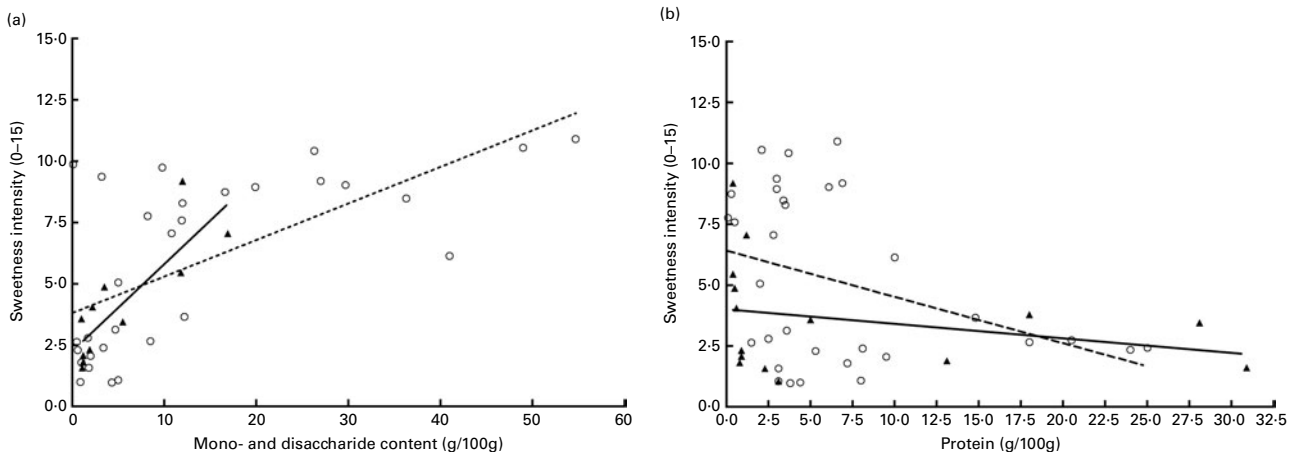 (a)
15·0
12·5
10·0
7·5
5·0
2·5
0·0
Sweetness intensity (0–15)
0 10 20 30 40 50 60
Mono- and disaccharide content (g/100g)
(b)
15·0
12·5
10·0
7·5
5·0
2·5
0·0
Sweetness intensity (0–15)
0·0 2·5 5·0 7·5 10·0 12·5 15·0 17·5 20·0 22·5 25·0 27·5 30·0 32·5
Protein (g/100g)